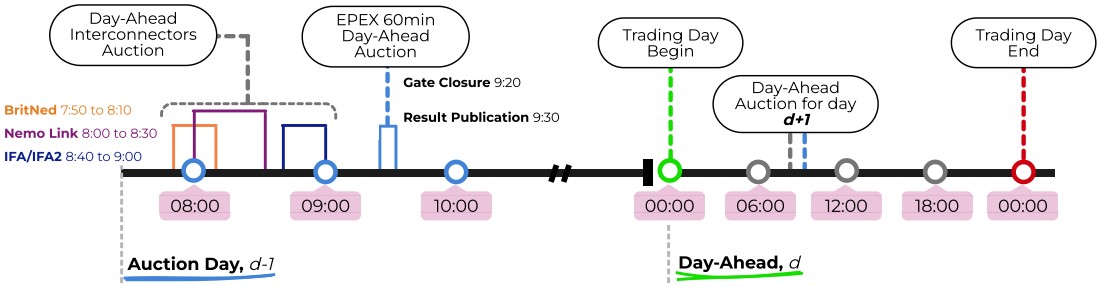 Day-Ahead
Interconnectors
Auction
EPEX 60min
Day-Ahead
Auction
Trading Day
Begin
Trading Day
End
Gate Closure 9:20
Day-Ahead
Auction for day
d+1
BritNed 7:50 to 8:10
Result Publication 9:30
Nemo Link 8:00 to 8:30
IFA/IFA2 8:40 to 9:00
08:00
09:00
10:00
00:00
06:00
12:00
18:00
00:00
Auction Day, d-1
Day-Ahead, d